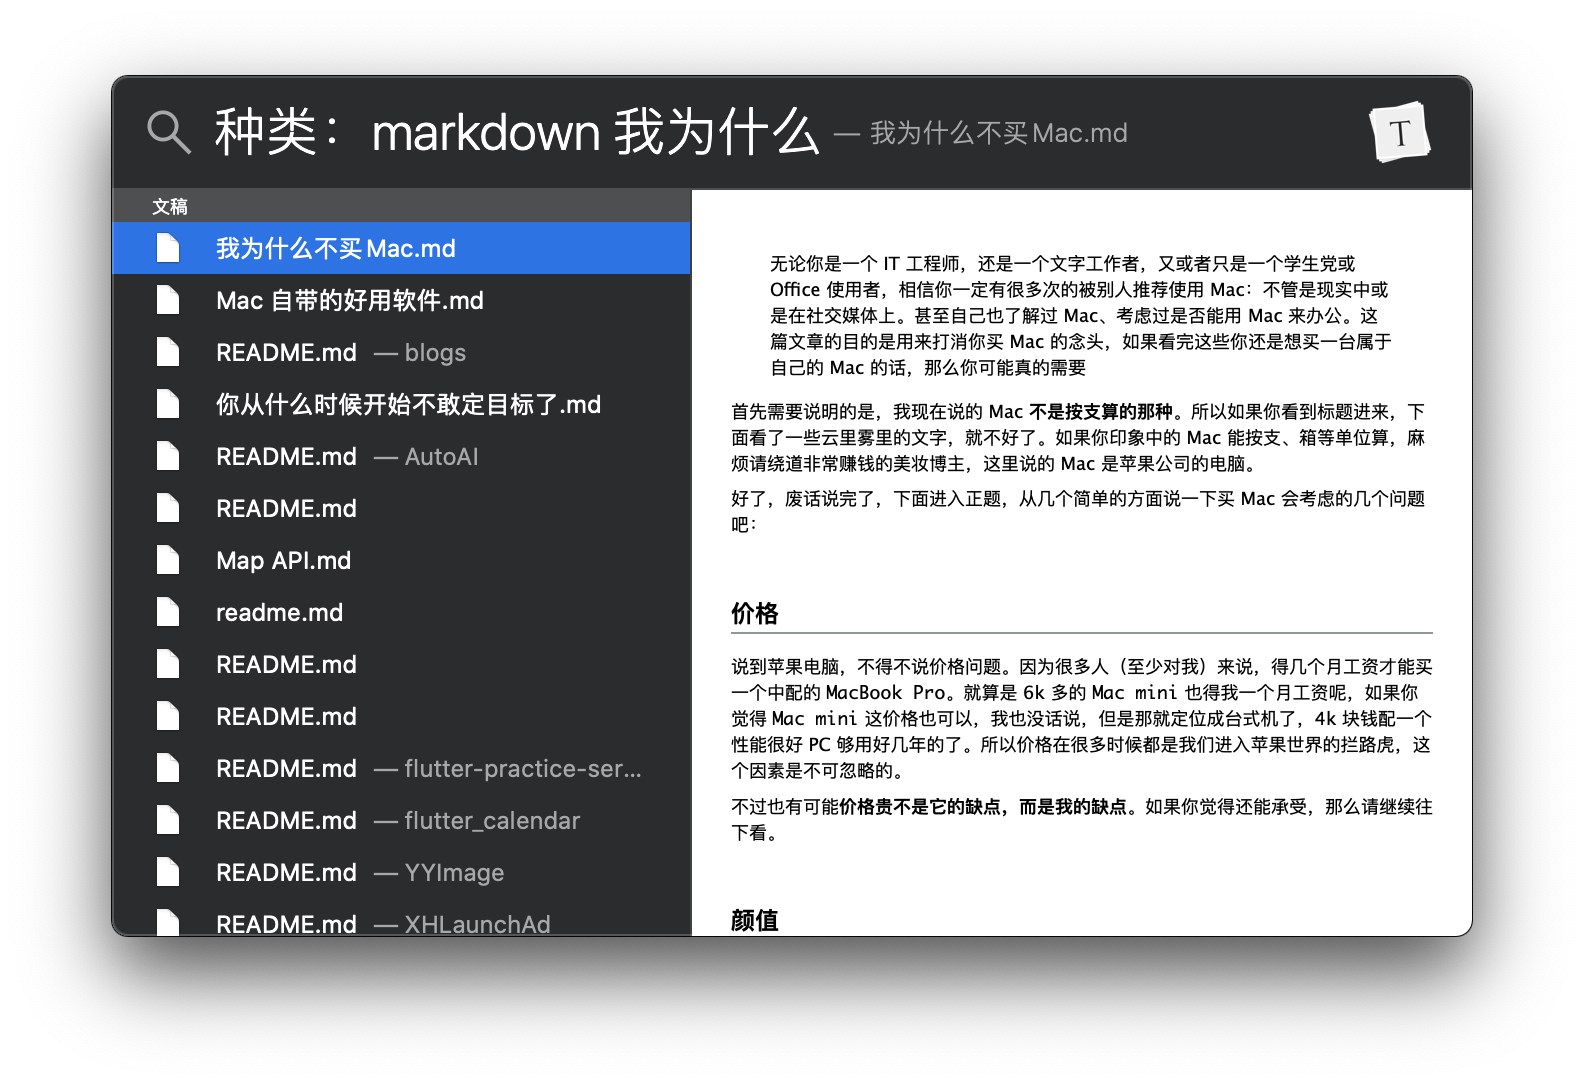 种类：markdown 我为什么 — 我为什么不买 Mac.md
T
文稿
我为什么不买 Mac.md
Mac 自带的好用软件.md
README.md — blogs
你从什么时候开始不敢定目标了.md
README.md — AutoAI
README.md
Map API.md
readme.md
README.md
README.md
README.md — flutter-practice-ser...
README.md — flutter_calendar
README.md — YYImage
README.md — XHLaunchAd
无论你是一个 IT 工程师，还是一个文字工作者，又或者只是一个学生党或
Office 使用者，相信你一定有很多次的被别人推荐使用 Mac：不管是现实中或
是在社交媒体上。甚至自己也了解过 Mac、考虑过是否能用 Mac 来办公。这
篇文章的目的是用来打消你买 Mac 的念头，如果看完这些你还是想买一台属于
自己的 Mac 的话，那么你可能真的需要
首先需要说明的是，我现在说的 Mac 不是按支算的那种。所以如果你看到标题进来，下
面看了一些云里雾里的文字，就不好了。如果你印象中的 Mac 能按支、箱等单位算，麻
烦请绕道非常赚钱的美妆博主，这里说的 Mac 是苹果公司的电脑。
好了，废话说完了，下面进入正题，从几个简单的方面说一下买 Mac 会考虑的几个问题
吧：
价格
说到苹果电脑，不得不说价格问题。因为很多人（至少对我）来说，得几个月工资才能买
一个中配的 MacBook Pro。就算是 6k 多的 Mac mini 也得我一个月工资呢，如果你
觉得 Mac mini 这价格也可以，我也没话说，但是那就定位成台式机了，4k 块钱配一个
性能很好 PC 够用好几年的了。所以价格在很多时候都是我们进入苹果世界的拦路虎，这
个因素是不可忽略的。
不过也有可能价格贵不是它的缺点，而是我的缺点。如果你觉得还能承受，那么请继续往
下看。
颜值